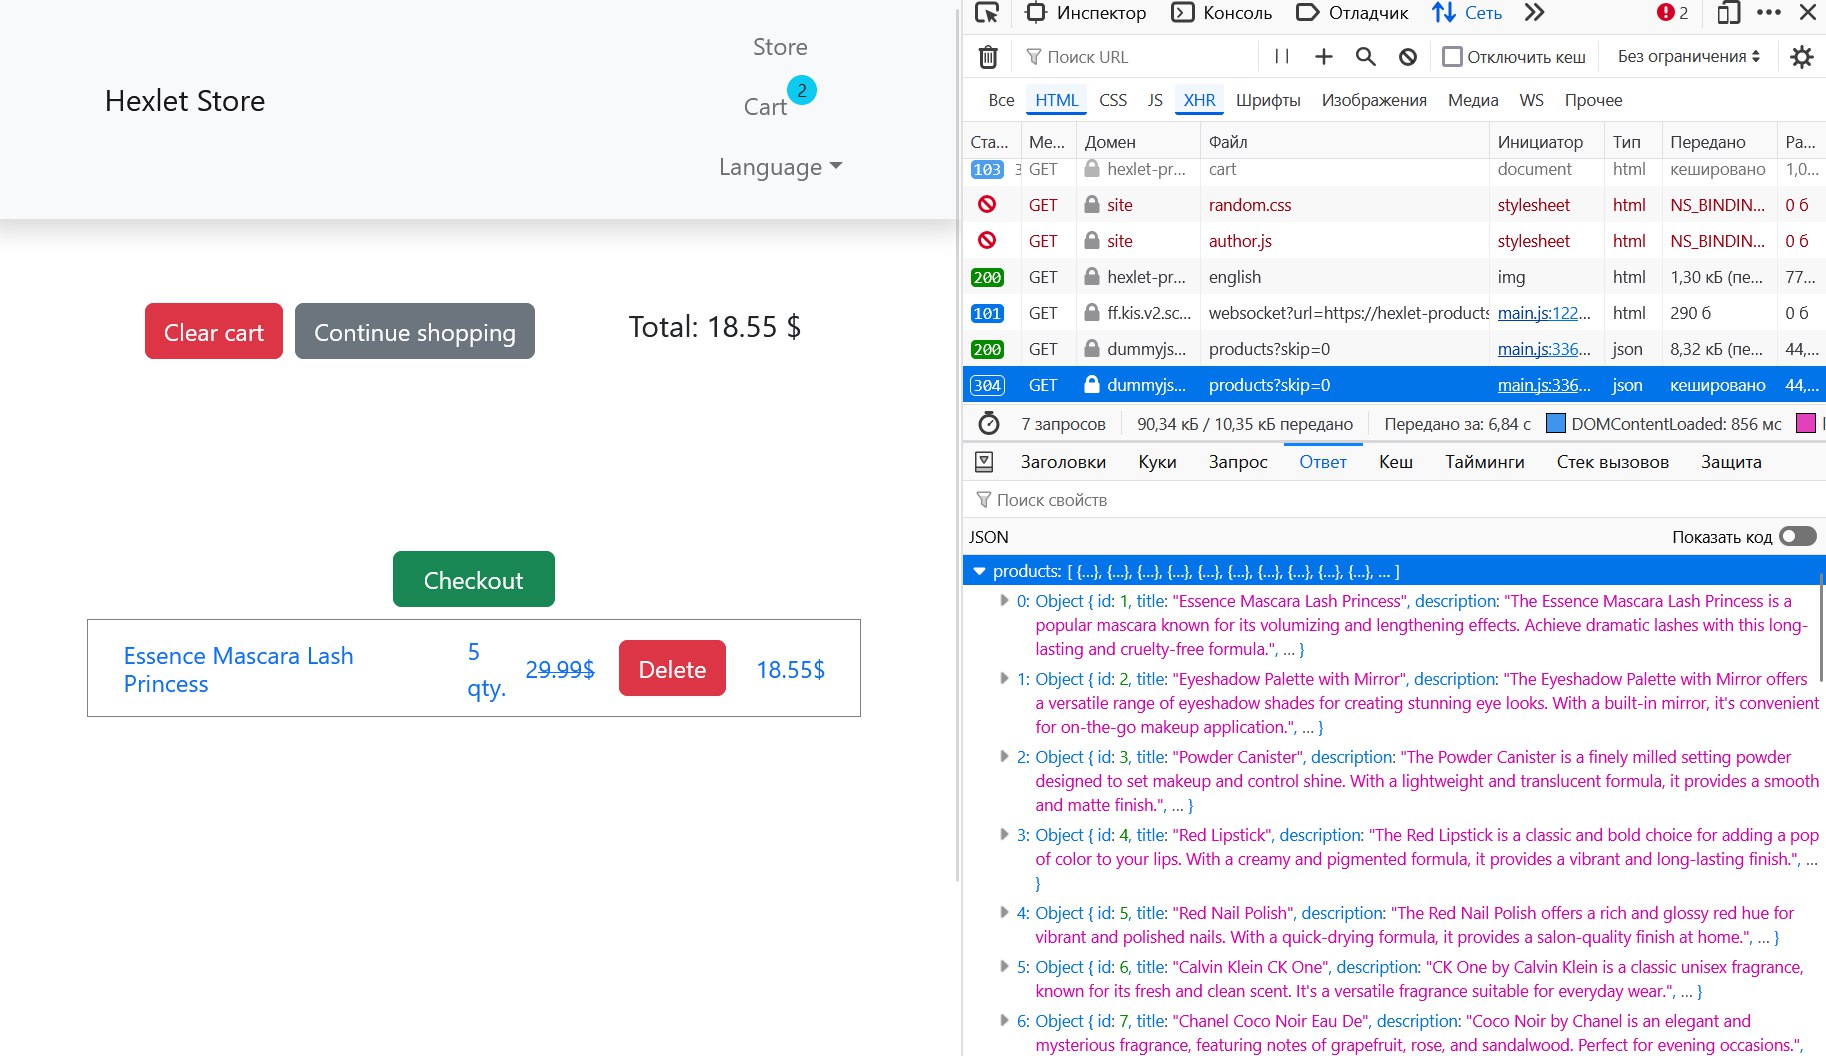 Store
Hexlet Store
Cart
2
Language
Clear cart
Continue shopping
Total: 18.55 $
Checkout
Essence Mascara Lash
Princess
5
qty.
29.99$
Delete
18.55$
Инспектор Консоль Отладчик Сеть 2
Поиск URL Отключить кеш Без ограничения
Все HTML CSS JS XHR Шрифты Изображения Медиа WS Прочее
Ста... Ме... Домен Файл Инициатор Тип Передано Ра...
103 GET hexlet-pr... cart document html кешировано 1,0...
GET site random.css stylesheet html NS_BINDIN... 0 б
GET site author.js stylesheet html NS_BINDIN... 0 б
200 GET hexlet-pr... english img html 1,30 кБ (пе... 77...
101 GET ff.kis.v2.sc... websocket?url=https://hexlet-products main.js:122... html 290 б 0 б
200 GET dummyjs... products?skip=0 main.js:336... json 8,32 кБ (пе... 44,...
304 GET dummyjs... products?skip=0 main.js:336... json кешировано 44,...
7 запросов 90,34 кБ / 10,35 кБ передано Передано за: 6,84 с DOMContentLoaded: 856 мс
Заголовки Куки Запрос Ответ Кеш Тайминги Стек вызовов Защита
Поиск свойств
JSON Показать код
products: [ {...}, {...}, {...}, {...}, {...}, {...}, {...}, {...}, {...}, {...}, ... ]
0: Object { id: 1, title: "Essence Mascara Lash Princess", description: "The Essence Mascara Lash Princess is a
popular mascara known for its volumizing and lengthening effects. Achieve dramatic lashes with this long-
lasting and cruelty-free formula.", ... }
1: Object { id: 2, title: "Eyeshadow Palette with Mirror", description: "The Eyeshadow Palette with Mirror offers
a versatile range of eyeshadow shades for creating stunning eye looks. With a built-in mirror, it's convenient
for on-the-go makeup application.", ... }
2: Object { id: 3, title: "Powder Canister", description: "The Powder Canister is a finely milled setting powder
designed to set makeup and control shine. With a lightweight and translucent formula, it provides a smooth
and matte finish.", ... }
3: Object { id: 4, title: "Red Lipstick", description: "The Red Lipstick is a classic and bold choice for adding a pop
of color to your lips. With a creamy and pigmented formula, it provides a vibrant and long-lasting finish.", ...
}
4: Object { id: 5, title: "Red Nail Polish", description: "The Red Nail Polish offers a rich and glossy red hue for
vibrant and polished nails. With a quick-drying formula, it provides a salon-quality finish at home.", ... }
5: Object { id: 6, title: "Calvin Klein CK One", description: "CK One by Calvin Klein is a classic unisex fragrance,
known for its fresh and clean scent. It's a versatile fragrance suitable for everyday wear.", ... }
6: Object { id: 7, title: "Chanel Coco Noir Eau De", description: "Coco Noir by Chanel is an elegant and
mysterious fragrance, featuring notes of grapefruit, rose, and sandalwood. Perfect for evening occasions.",